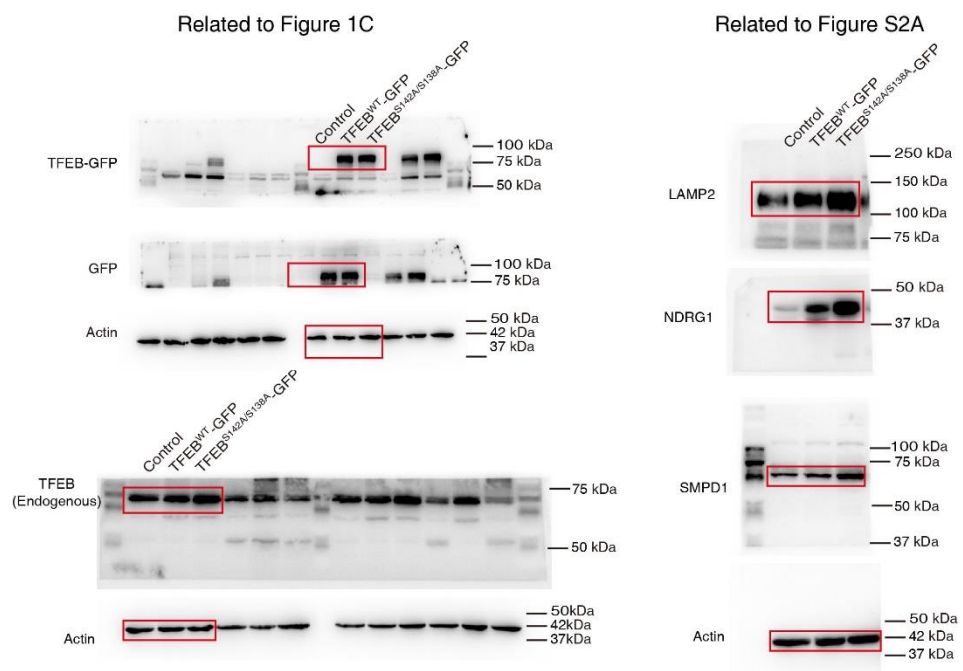 Related to Figure 1C
Control
TFEBWT-GFP
TFEBS142A/S138A-GFP
TFEB-GFP
100 kDa
75 kDa
50 kDa
GFP
100 kDa
75 kDa
Actin
50 kDa
42 kDa
37 kDa
Control
TFEBWT-GFP
TFEBS142A/S138A-GFP
TFEB
(Endogenous)
75 kDa
50 kDa
Actin
50kDa
42kDa
37kDa
Related to Figure S2A
Control
TFEBWT-GFP
TFEBS142A/S138A-GFP
LAMP2
250 kDa
150 kDa
100 kDa
75 kDa
NDRG1
50 kDa
37 kDa
SMPD1
100 kDa
75 kDa
50 kDa
37 kDa
Actin
50 kDa
42 kDa
37 kDa